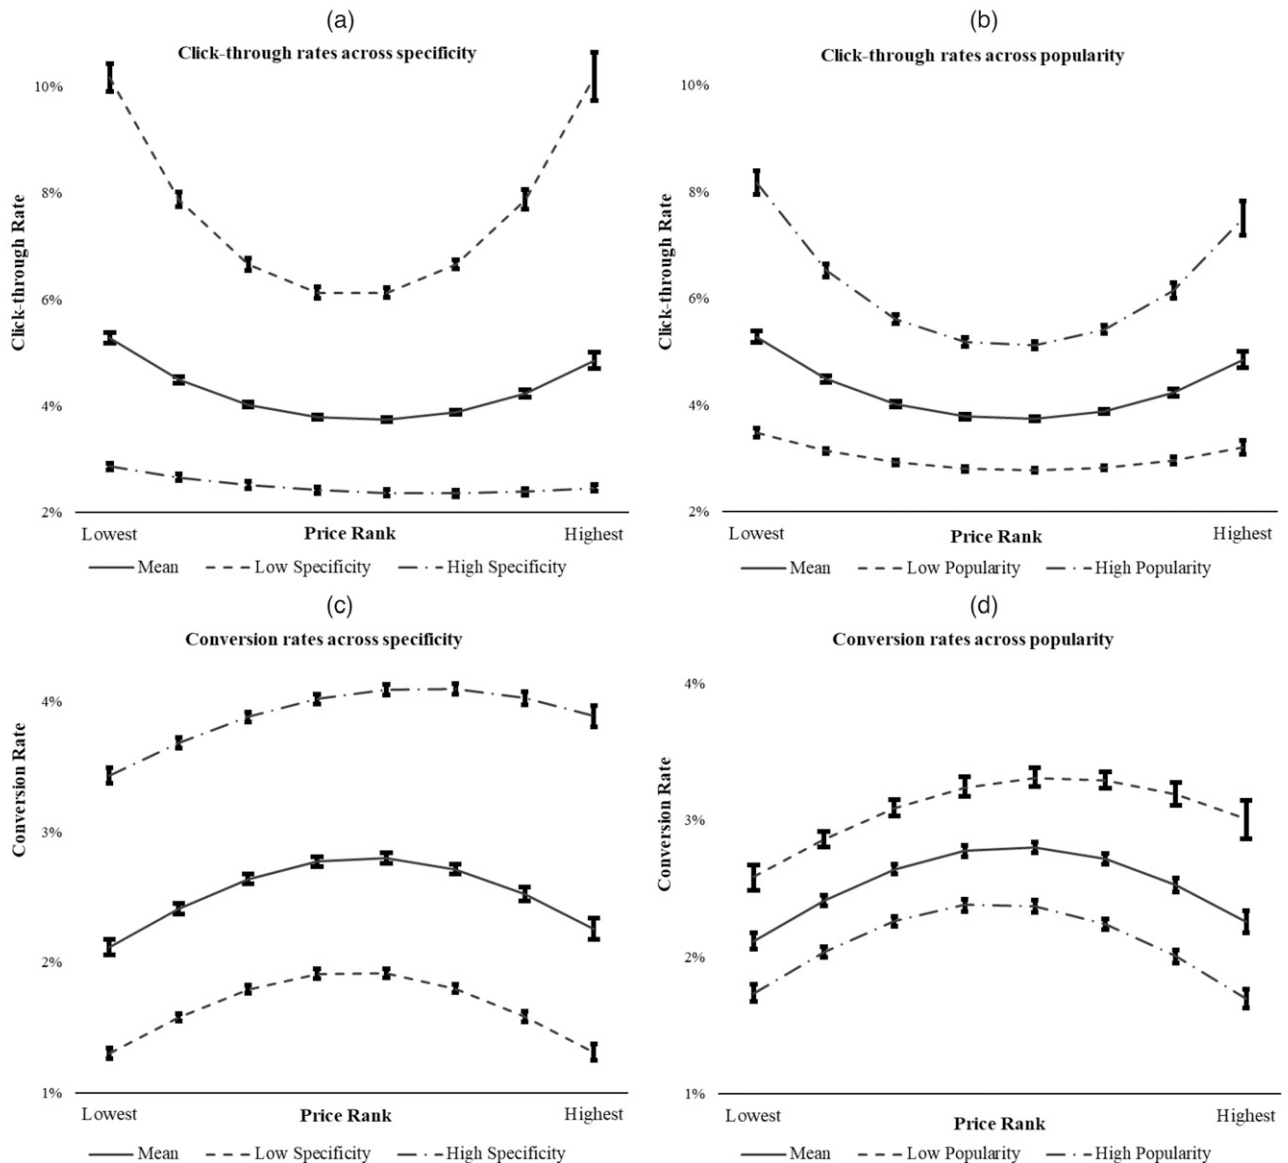 (a)
Click-through rates across specificity
10%
8%
6%
4%
2%
Click-through Rate
Lowest
Price Rank
Highest
Mean
Low Specificity
High Specificity
(b)
Click-through rates across popularity
10%
8%
6%
4%
2%
Click-through Rate
Lowest
Price Rank
Highest
Mean
Low Popularity
High Popularity
(c)
Conversion rates across specificity
4%
3%
2%
1%
Conversion Rate
Lowest
Price Rank
Highest
Mean
Low Specificity
High Specificity
(d)
Conversion rates across popularity
4%
3%
2%
1%
Conversion Rate
Lowest
Price Rank
Highest
Mean
Low Popularity
High Popularity